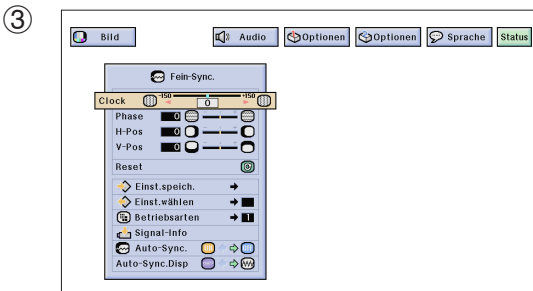 ③
Bild Audio Optionen Optionen Sprache Status
Fein-Sync.
Clock -150 0 +150
Phase 0
H-Pos 0
V-Pos 0
Reset
Einst.speich.
Einst.wählen
Betriebsarten 1
Signal-Info
Auto-Sync.
Auto-Sync.Disp